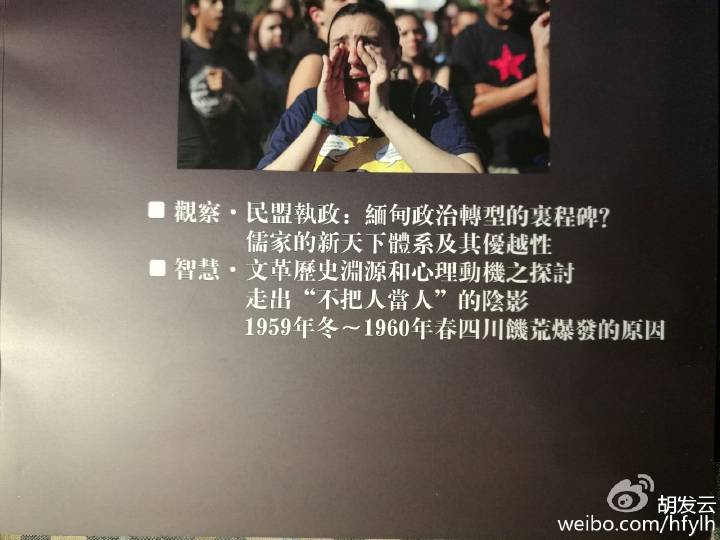 ■ 觀察·民盟執政：緬甸政治轉型的裏程碑？
儒家的新天下體系及其優越性
■ 智慧·文革歷史淵源和心理動機之探討
走出“不把人當人”的陰影
1959年冬～1960年春四川饑荒爆發的原因
胡发云
weibo.com/hfylh